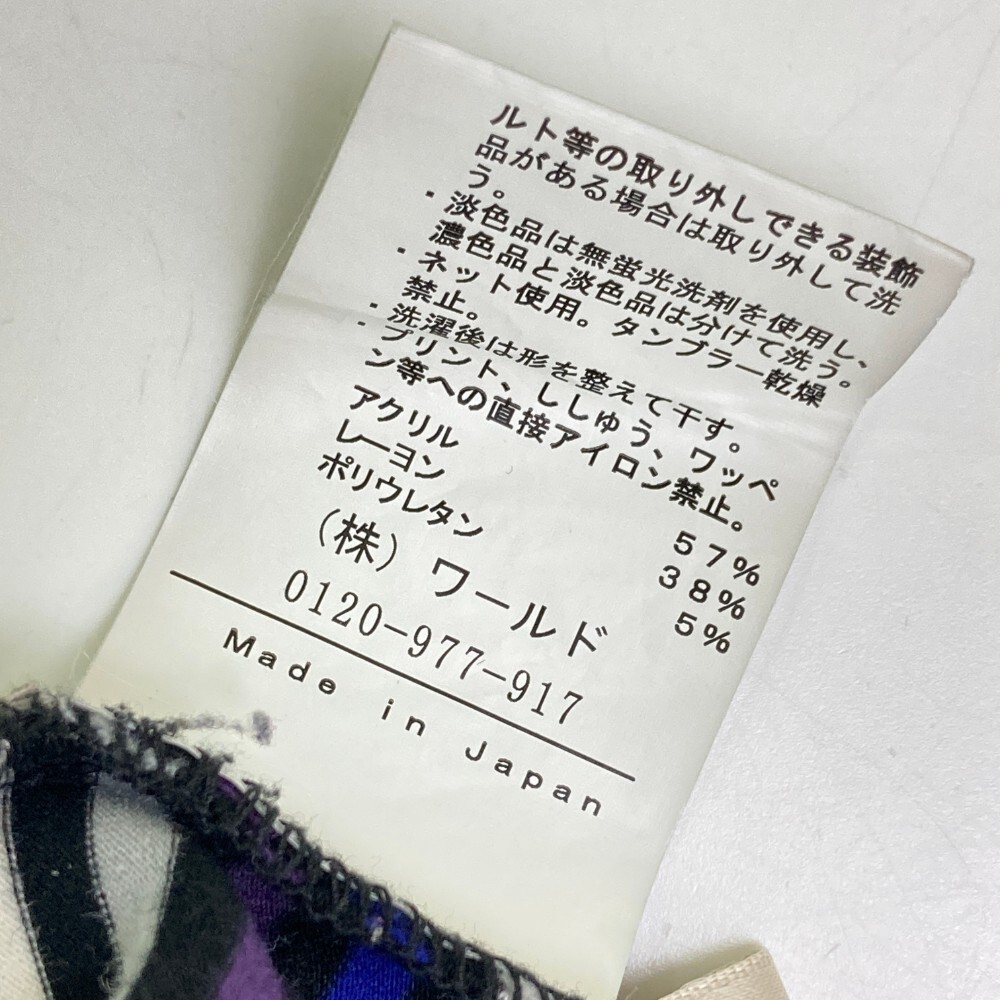 ルト等の取り外しできる装飾
品がある場合は取り外して洗
う。
・淡色品は無蛍光洗剤を使用し、
濃色品と淡色品は分けて洗う。
・ネット使用。タンブラー乾燥
禁止。
・洗濯後は形を整えて干す。
・プリント、ししゅう、ワッペ
ン等への直接アイロン禁止。
アクリル 57%
レーヨン 38%
ポリウレタン 5%
(株)ワールド
0120-977-917
Made in Japan